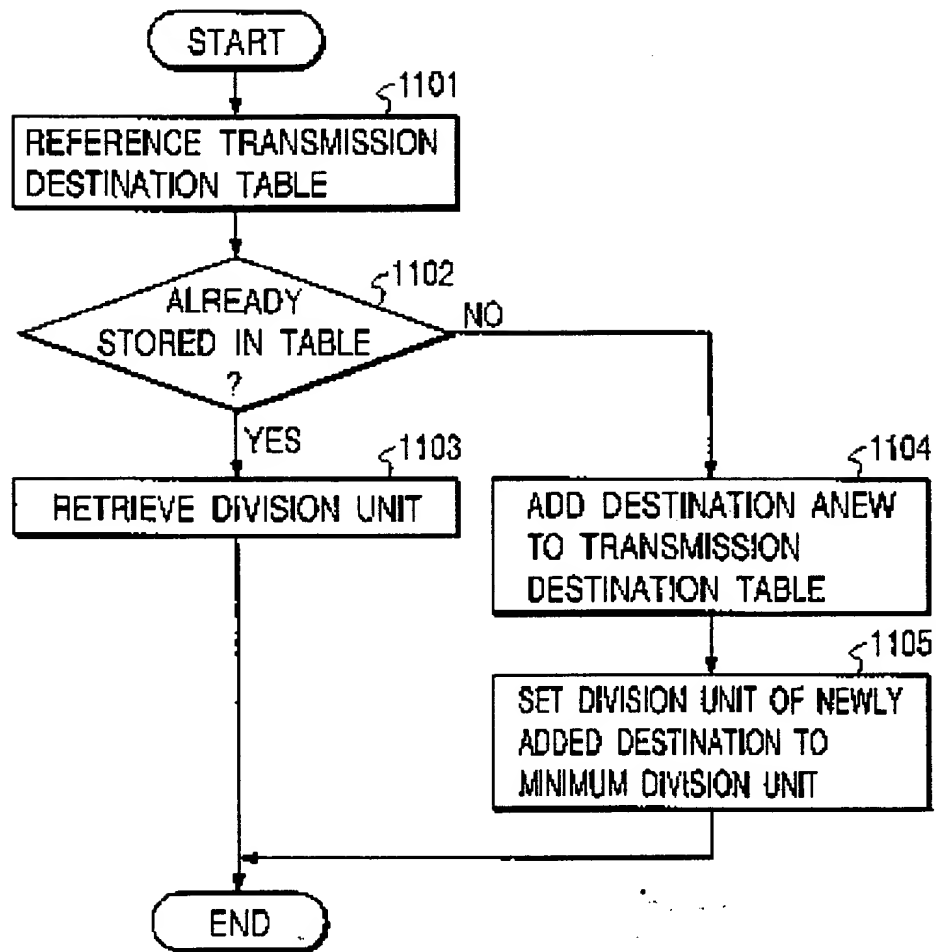 START
1101
REFERENCE TRANSMISSION
DESTINATION TABLE
1102
ALREADY
STORED IN TABLE
?
NO
YES
1103
RETRIEVE DIVISION UNIT
1104
ADD DESTINATION ANEW
TO TRANSMISSION
DESTINATION TABLE
1105
SET DIVISION UNIT OF NEWLY
ADDED DESTINATION TO
MINIMUM DIVISION UNIT
END